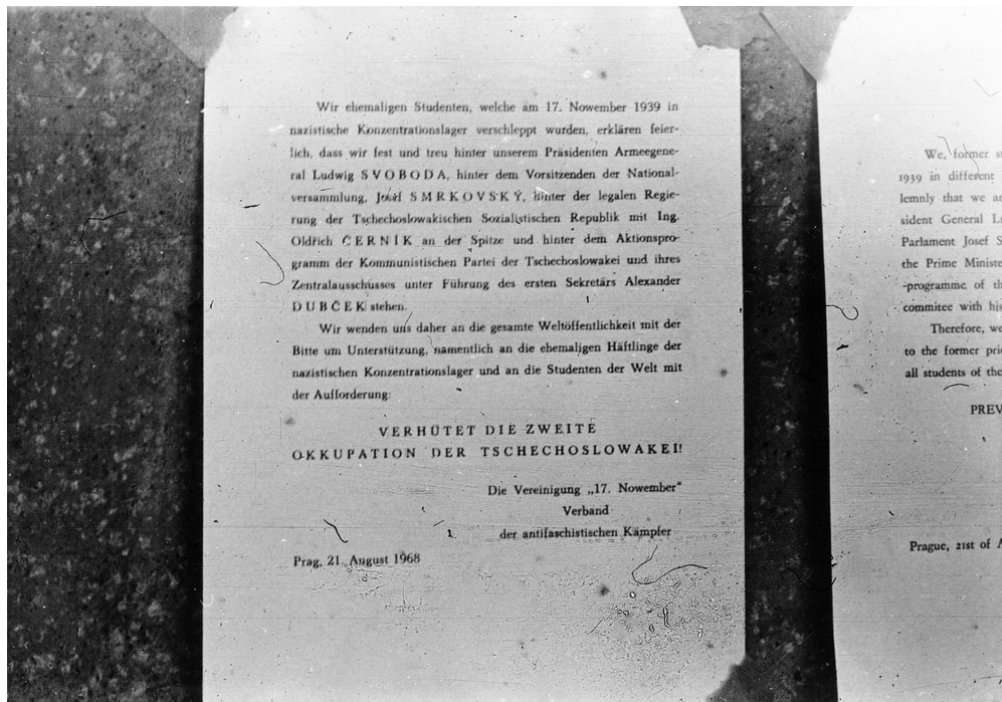 Wir ehemaligen Studenten, welche am 17. Nowember 1939 in
nazistische Konzentrationslager verschleppt wurden, erklären feier-
lich, dass wir fest und treu hinter unserem Präsidenten Armeegene-
ral Ludwig SVOBODA, hinter dem Vorsitzenden der National-
versammlung, Josef SMRKOVSKÝ, hinter der legalen Regie-
rung der Tschechoslowakischen Sozialistischen Republik mit Ing.
Oldřich ČERNÍK an der Spitze und hinter dem Aktionspro-
gramm der Kommunistischen Partei der Tschechoslowakei und ihres
Zentralausschusses unter Führung des ersten Sekretärs Alexander
DUBČEK stehen.
Wir wenden uns daher an die gesamte Weltöffentlichkeit mit der
Bitte um Unterstützung, namentlich an die ehemaligen Häftlinge der
nazistischen Konzentrationslager und an die Studenten der Welt mit
der Aufforderung:
VERHÜTET DIE ZWEITE
OKKUPATION DER TSCHECHOSLOWAKEI!
Die Vereinigung „17. Nowember“
Verband
der antifaschistischen Kämpfer
Prag, 21. August 1968
We, former
1939 in different
lemnly that we
sident General
Parliament Josef
the Prime
-programme of
commitee with
Therefore,
to the former
all students of
PREV
Prague, 21st of